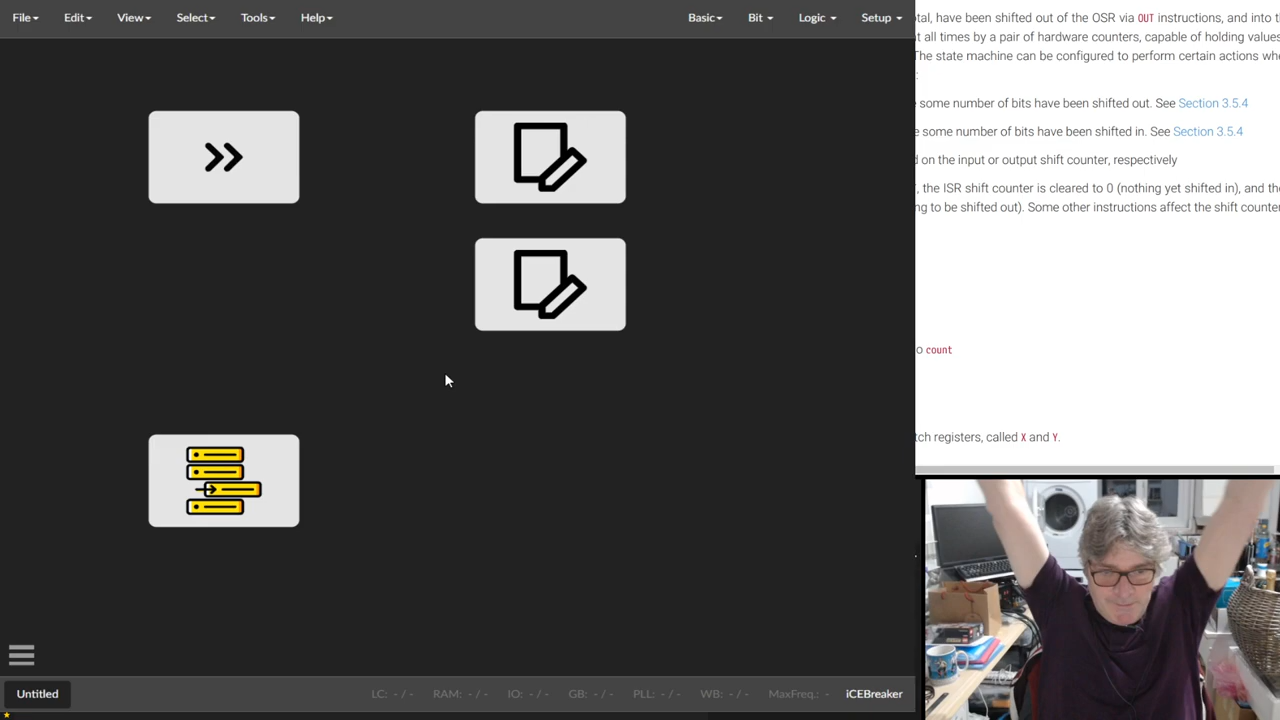 File Edit View Select Tools Help Basic Bit Logic Setup
otal, have been shifted out of the OSR via OUT instructions, and into t
t all times by a pair of hardware counters, capable of holding values
The state machine can be configured to perform certain actions whe
:
some number of bits have been shifted out. See Section 3.5.4
e some number of bits have been shifted in. See Section 3.5.4
d on the input or output shift counter, respectively
, the ISR shift counter is cleared to 0 (nothing yet shifted in), and the
ng to be shifted out). Some other instructions affect the shift counter
o count
tch registers, called X and Y.
Untitled LC: - / - RAM: - / - IO: - / - GB: - / - PLL: - / - WB: - / - MaxFreq.: - iCEBreaker